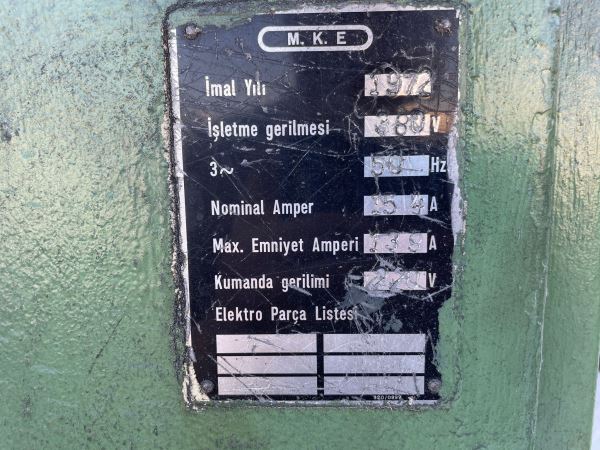 M. K. E
İmal Yılı 1972
İşletme gerilmesi 380 V
3~ 50 Hz
Nominal Amper A
Max. Emniyet Amperi A
Kumanda gerilimi 220 V
Elektro Parça Listesi